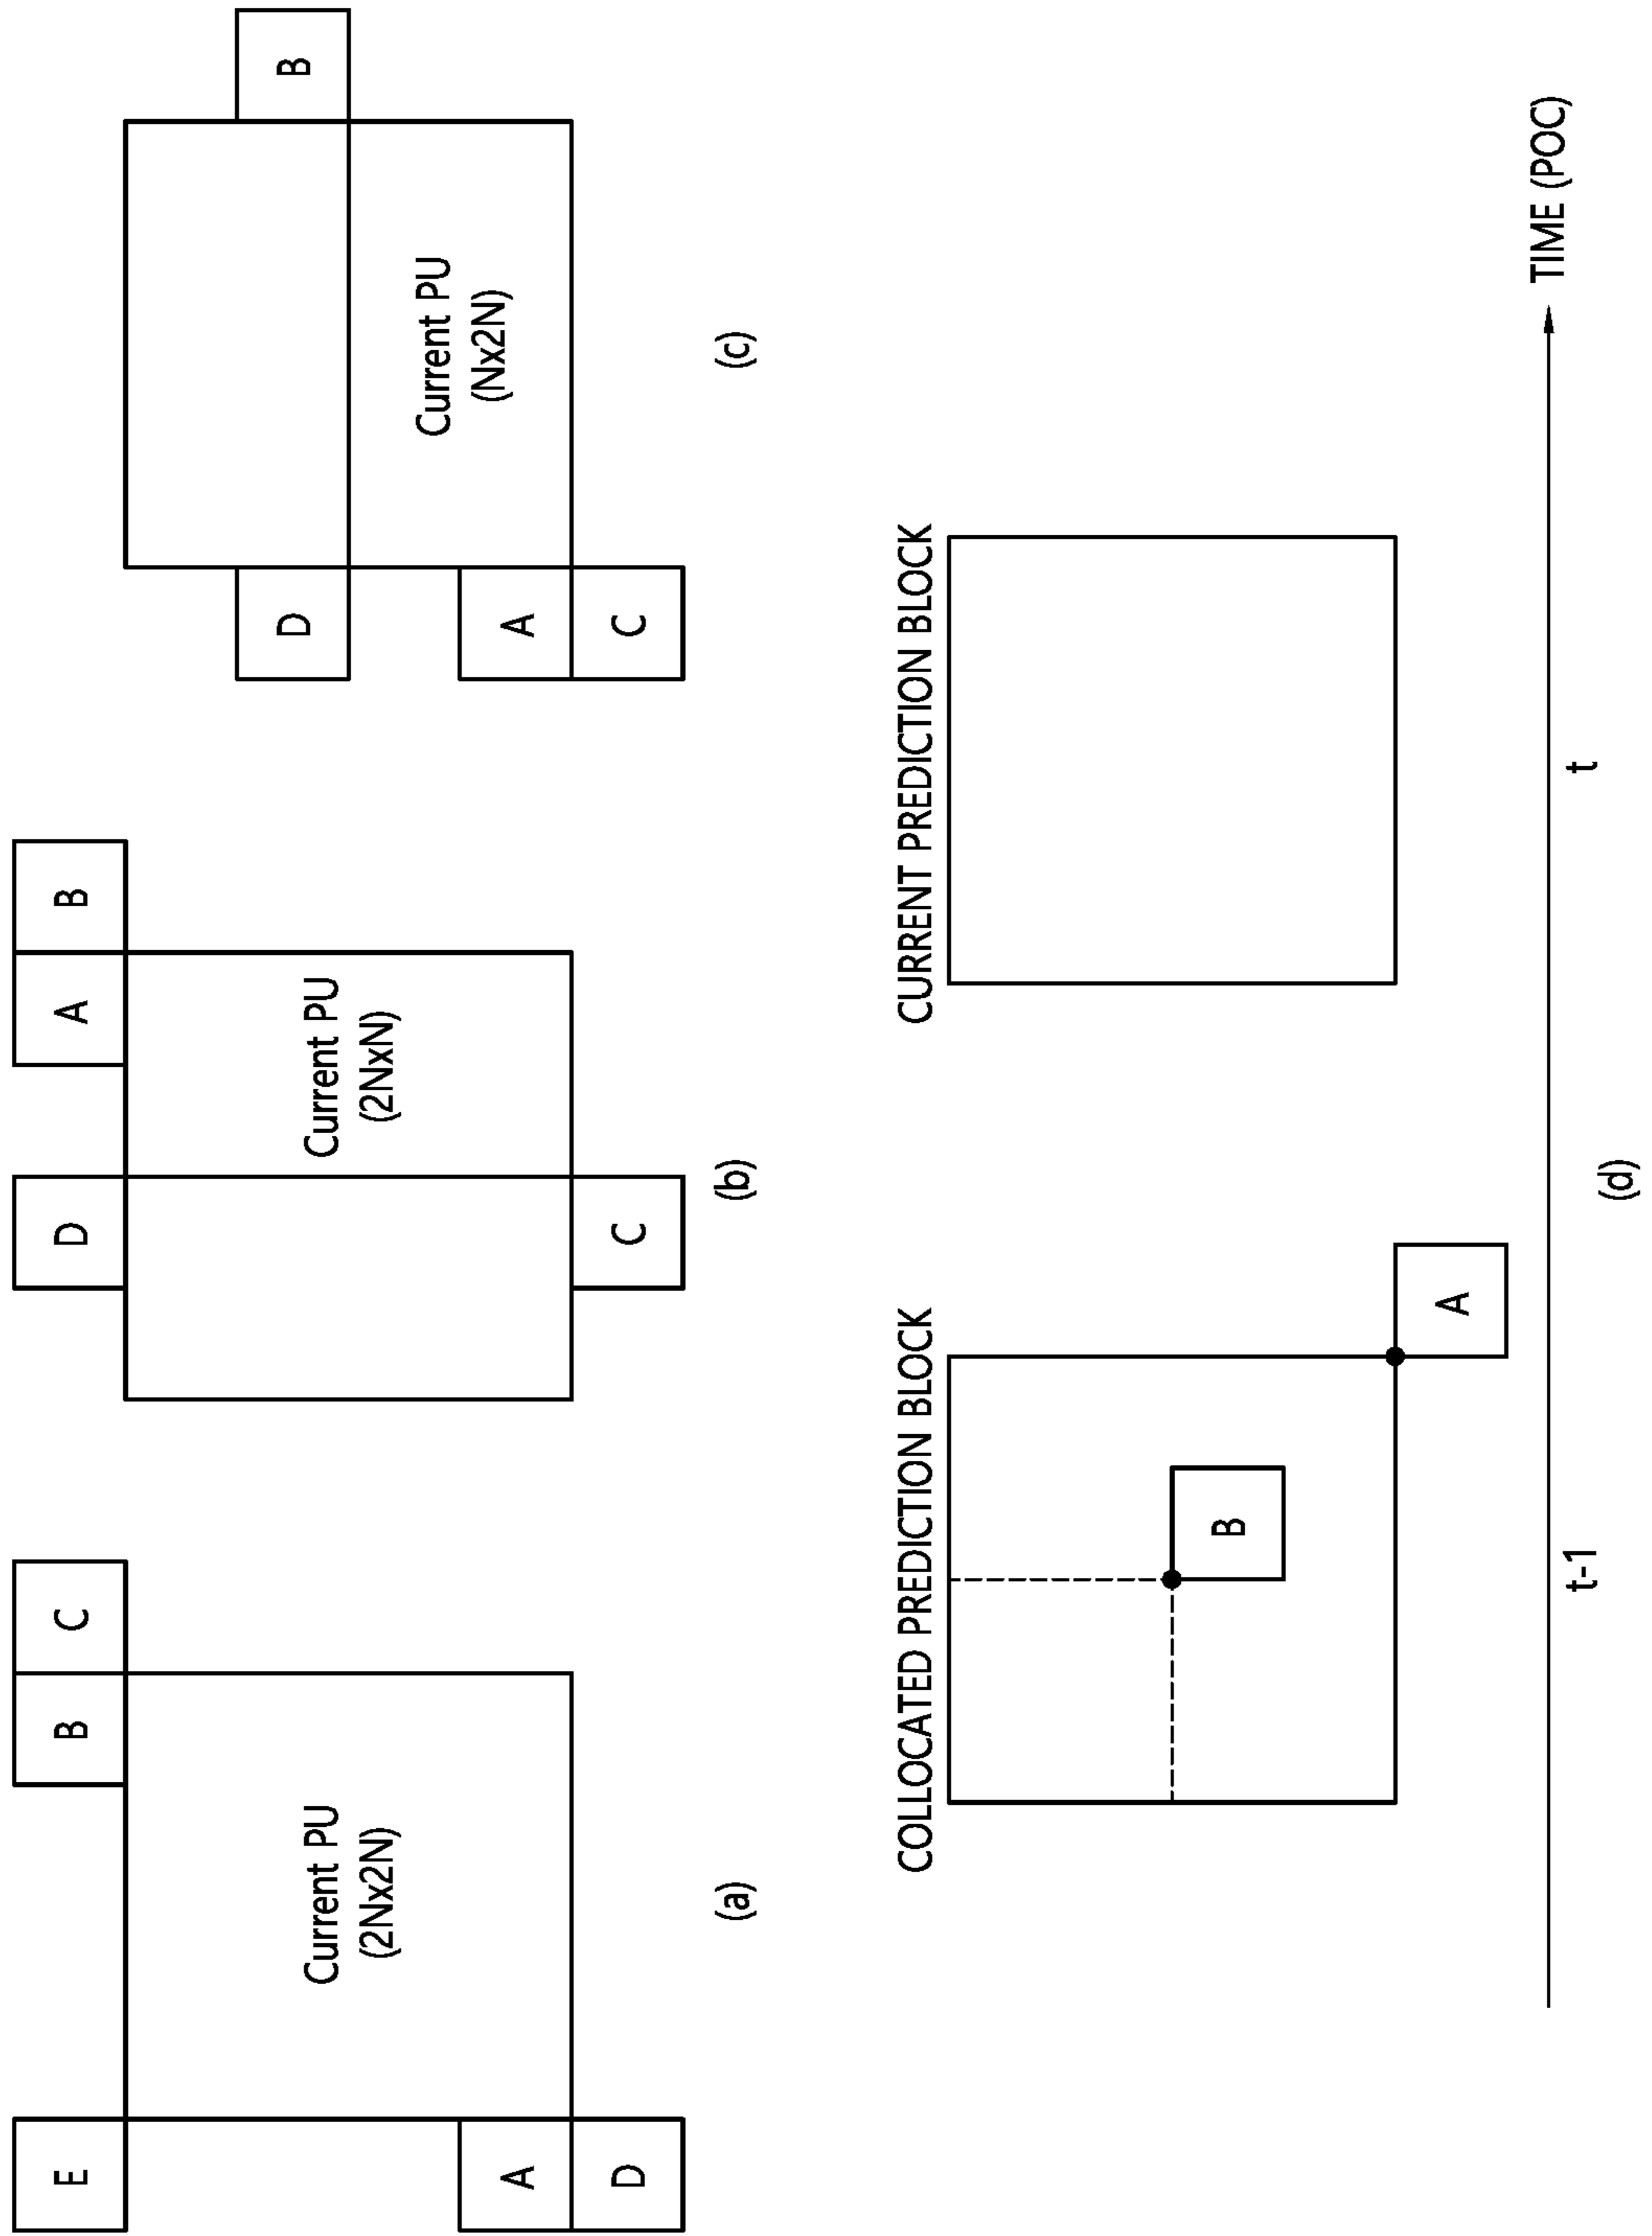 E
B
C
Current PU
(2Nx2N)
A
D
(a)
D
A
B
Current PU
(2NxN)
C
(b)
D
B
Current PU
(Nx2N)
A
C
(c)
COLLOCATED PREDICTION BLOCK
CURRENT PREDICTION BLOCK
B
A
TIME (POC)
t-1
t
(d)